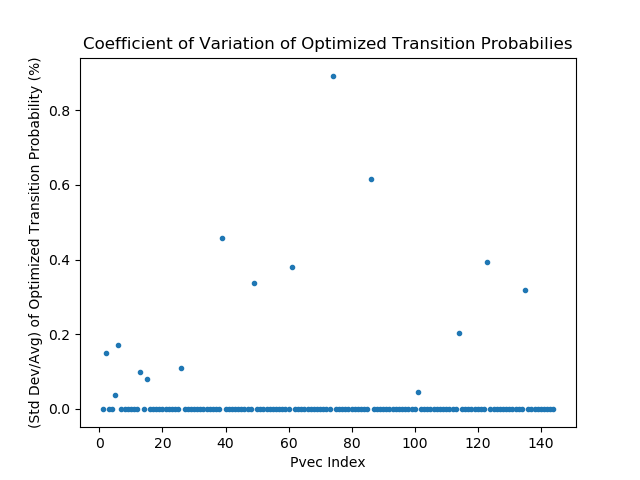 Coefficient of Variation of Optimized Transition Probabilies
(Std Dev/Avg) of Optimized Transition Probability (%)
0.8
0.6
0.4
0.2
0.0
0 20 40 60 80 100 120 140
Pvec Index